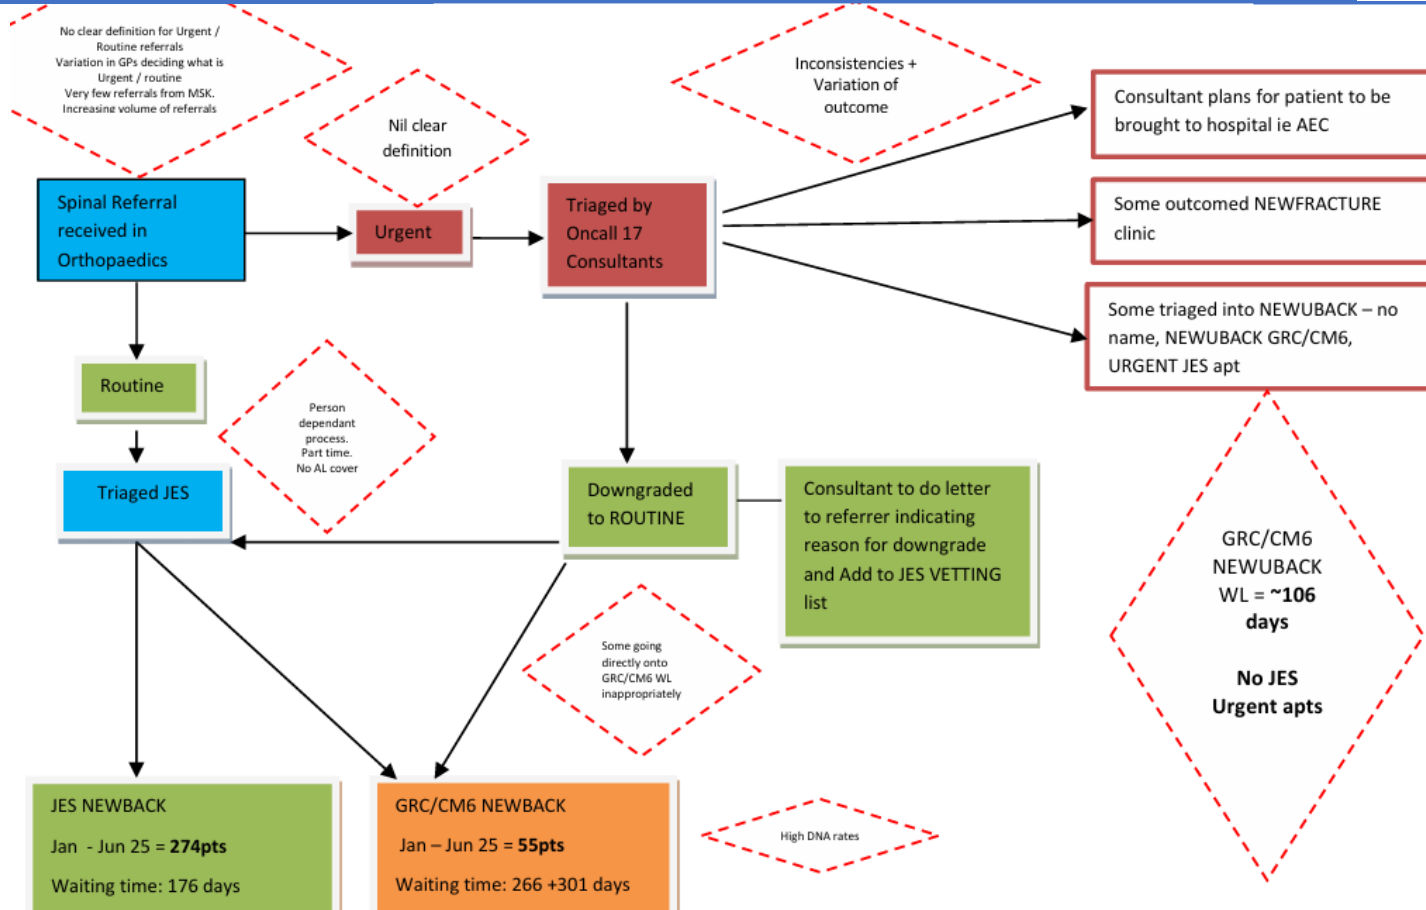 No clear definition for Urgent /
Routine referrals
Variation in GPs deciding what is
Urgent / routine
Very few referrals from MSK.
Increasing volume of referrals
Nil clear
definition
Inconsistencies +
Variation of
outcome
Consultant plans for patient to be
brought to hospital ie AEC
Spinal Referral
received in
Orthopaedics
Urgent
Triaged by
Oncall 17
Consultants
Some outcomed NEWFRACTURE
clinic
Some triaged into NEWUBACK – no
name, NEWUBACK GRC/CM6,
URGENT JES apt
Routine
Person
dependant
process.
Part time.
No AL cover
Triaged JES
Downgraded
to ROUTINE
Consultant to do letter
to referrer indicating
reason for downgrade
and Add to JES VETTING
list
GRC/CM6
NEWUBACK
WL = ~106
days
No JES
Urgent apts
Some going
directly onto
GRC/CM6 WL
inappropriately
JES NEWBACK
Jan - Jun 25 = 274pts
Waiting time: 176 days
GRC/CM6 NEWBACK
Jan – Jun 25 = 55pts
Waiting time: 266 +301 days
High DNA rates